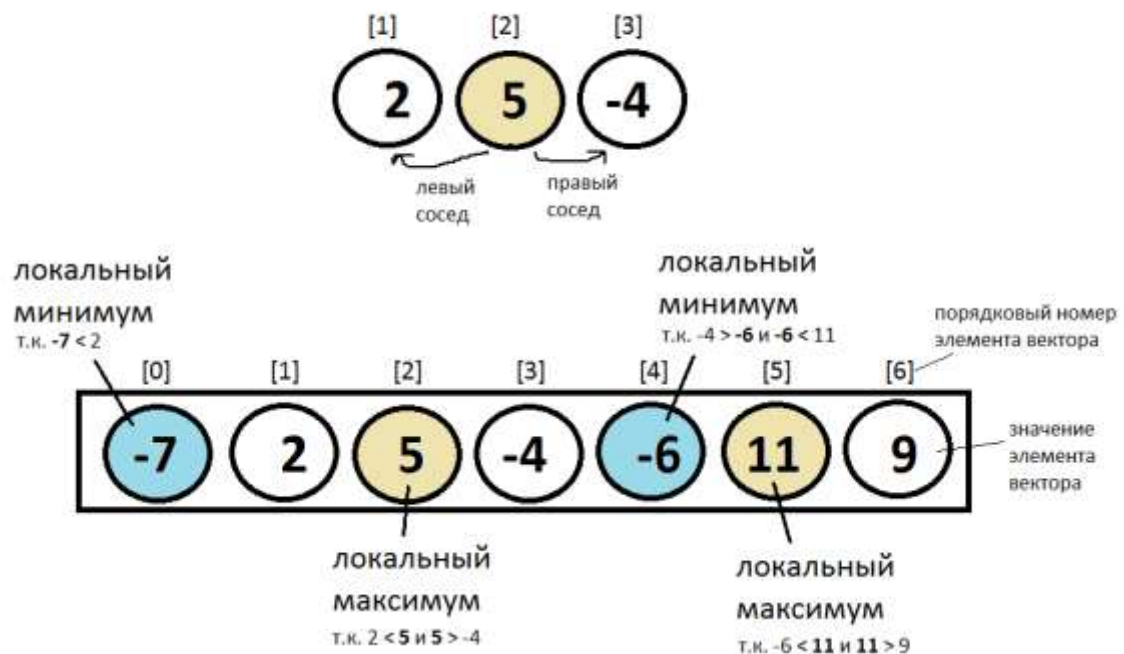 [1] [2] [3]
2 5 -4
левый
сосед
правый
сосед
локальный
минимум
т.к. -7 < 2
локальный
минимум
т.к. -4 > -6 и -6 < 11
порядковый номер
элемента вектора
[0] [1] [2] [3] [4] [5] [6]
-7 2 5 -4 -6 11 9
значение
элемента
вектора
локальный
максимум
т.к. 2 < 5 и 5 > -4
локальный
максимум
т.к. -6 < 11 и 11 > 9